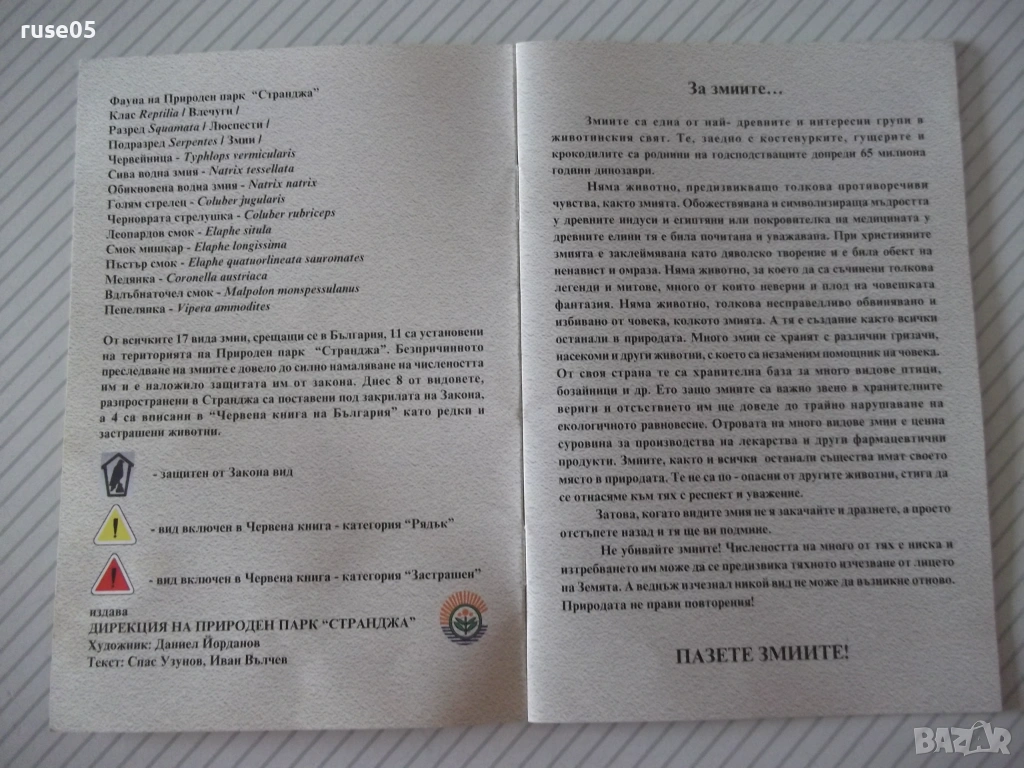 ruse05
Фауна на Природен парк “Странджа”
Клас Reptilia / Влечуги /
Разред Squamata / Люспести /
Подразред Serpentes / Змии /
Червейница - Typhlops vermicularis
Сива водна змия - Natrix tessellata
Обикновена водна змия - Natrix natrix
Голям стрелец - Coluber jugularis
Черноврата стрелушка - Coluber rubriceps
Леопардов смок - Elaphe situla
Смок мишкар - Elaphe longissima
Пъстър смок - Elaphe quatuorlineata sauromates
Медянка - Coronella austriaca
Вдлъбнаточел смок - Malpolon monspessulanus
Пепелянка - Vipera ammodites
От всичките 17 вида змии, срещащи се в България, 11 са установени
на територията на Природен парк “Странджа”. Безпричинното
преследване на змиите е довело до силно намаляване на числеността
им и е наложило защитата им от закона. Днес 8 от видовете,
разпространени в Странджа са поставени под закрилата на Закона,
а 4 са вписани в “Червена книга на България” като редки и
застрашени животни.
- защитен от Закона вид
- вид включен в Червена книга - категория “Рядък”
- вид включен в Червена книга - категория “Застрашен”
издава
ДИРЕКЦИЯ НА ПРИРОДЕН ПАРК “СТРАНДЖА”
Художник: Даниел Йорданов
Текст: Спас Узунов, Иван Вълчев
За змиите...
Змиите са една от най- древните и интересни групи в
животинския свят. Те, заедно с костенурките, гущерите и
крокодилите са роднини на господстващите допреди 65 милиона
години динозаври.
Няма животно, предизвикващо толкова противоречиви
чувства, както змията. Обожествявана и символизираща мъдростта
у древните индуси и египтяни или покровителка на медицината у
древните елини тя е била почитана и уважавана. При християните
змията е заклеймявана като дяволско творение и е била обект на
ненавист и омраза. Няма животно, за което да са съчинени толкова
легенди и митове, много от които неверни и плод на човешката
фантазия. Няма животно, толкова несправедливо обвинявано и
избивано от човека, колкото змията. А тя е създание както всички
останали в природата. Много змии се хранят с различни гризачи,
насекоми и други животни, с което са незаменим помощник на човека.
От своя страна те са хранителна база за много видове птици,
бозайници и др. Ето защо змиите са важно звено в хранителните
вериги и отсъствието им ще доведе до трайно нарушаване на
екологичното равновесие. Отровата на много видове змии е ценна
суровина за производства на лекарства и други фармацевтични
продукти. Змиите, както и всички останали същества имат своето
място в природата. Те не са по - опасни от другите животни, стига да
се отнасяме към тях с респект и уважение.
Затова, когато видите змия не я закачайте и дразнете, а просто
отстъпете назад и тя ще ви подмине.
Не убивайте змиите! Числеността на много от тях е ниска и
изтребването им може да се предизвика тяхното изчезване от лицето
на Земята. А веднъж изчезнал никой вид не може да възникне отново.
Природата не прави повторения!
ПАЗЕТЕ ЗМИИТЕ!
BAZAR